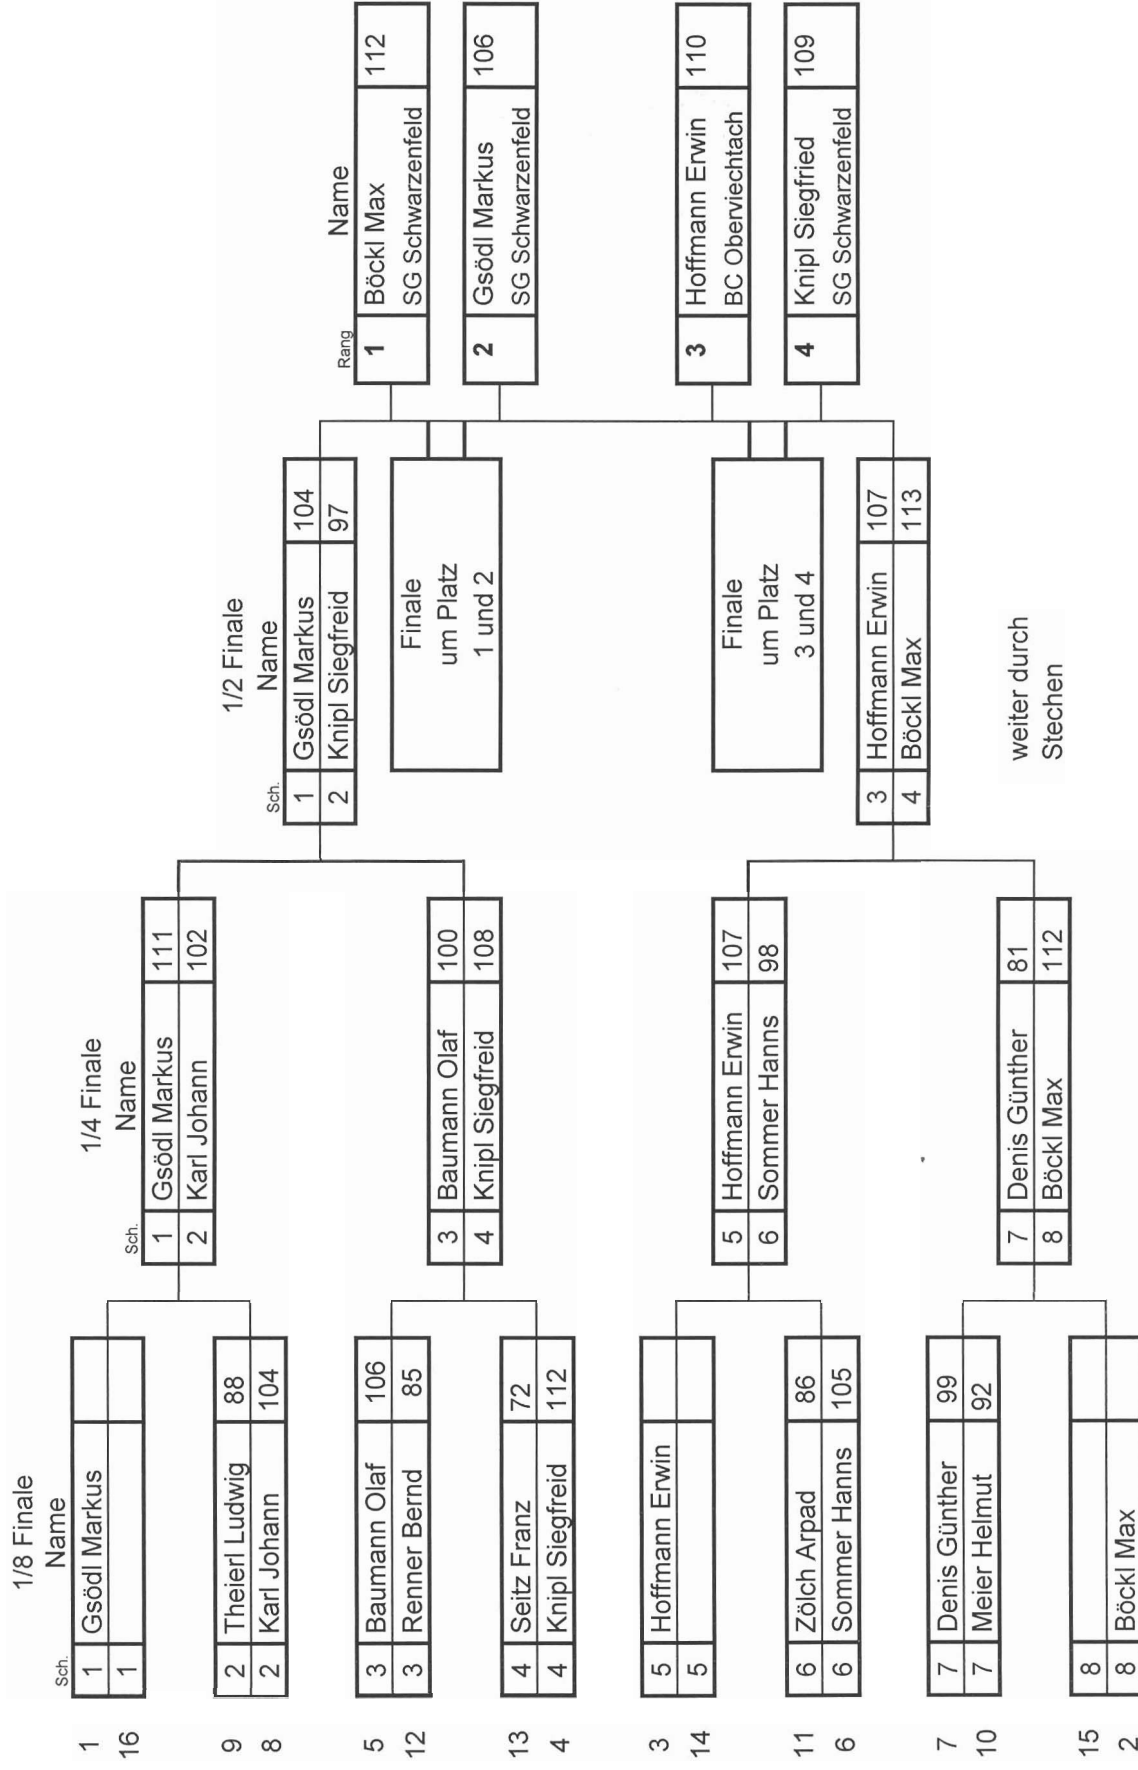 1/8 Finale
Name
Sch.
1 1 Gsödl Markus
16 1
9 2 Theierl Ludwig 88
8 2 Karl Johann 104
5 3 Baumann Olaf 106
12 3 Renner Bernd 85
13 4 Seitz Franz 72
4 4 Knipl Siegfreid 112
3 5 Hoffmann Erwin
14 5
11 6 Zölch Arpad 86
6 6 Sommer Hanns 105
7 7 Denis Günther 99
10 7 Meier Helmut 92
15 8
2 8 Böckl Max
1/4 Finale
Name
Sch.
1 Gsödl Markus 111
2 Karl Johann 102
3 Baumann Olaf 100
4 Knipl Siegfreid 108
5 Hoffmann Erwin 107
6 Sommer Hanns 98
7 Denis Günther 81
8 Böckl Max 112
1/2 Finale
Name
Sch.
1 Gsödl Markus 104
2 Knipl Siegfreid 97
Finale
um Platz
1 und 2
Finale
um Platz
3 und 4
3 Hoffmann Erwin 107
4 Böckl Max 113
weiter durch
Stechen
Name
Rang
1 Böckl Max 112
SG Schwarzenfeld
2 Gsödl Markus 106
SG Schwarzenfeld
3 Hoffmann Erwin 110
BC Oberviechtach
4 Knipl Siegfried 109
SG Schwarzenfeld